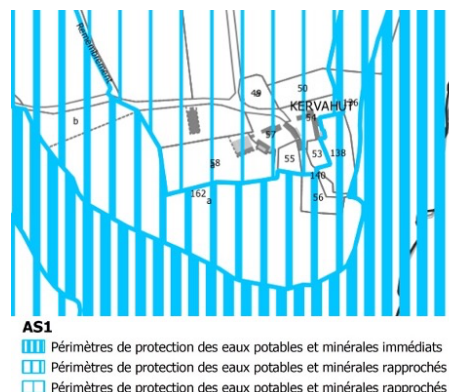 Remembrement
49
50
KERVAHUT
54
b
57
55
53
138
58
a
140
162
a
56
AS1
Périmètres de protection des eaux potables et minérales immédiats
Périmètres de protection des eaux potables et minérales rapprochés
Périmètres de protection des eaux potables et minérales rapprochés